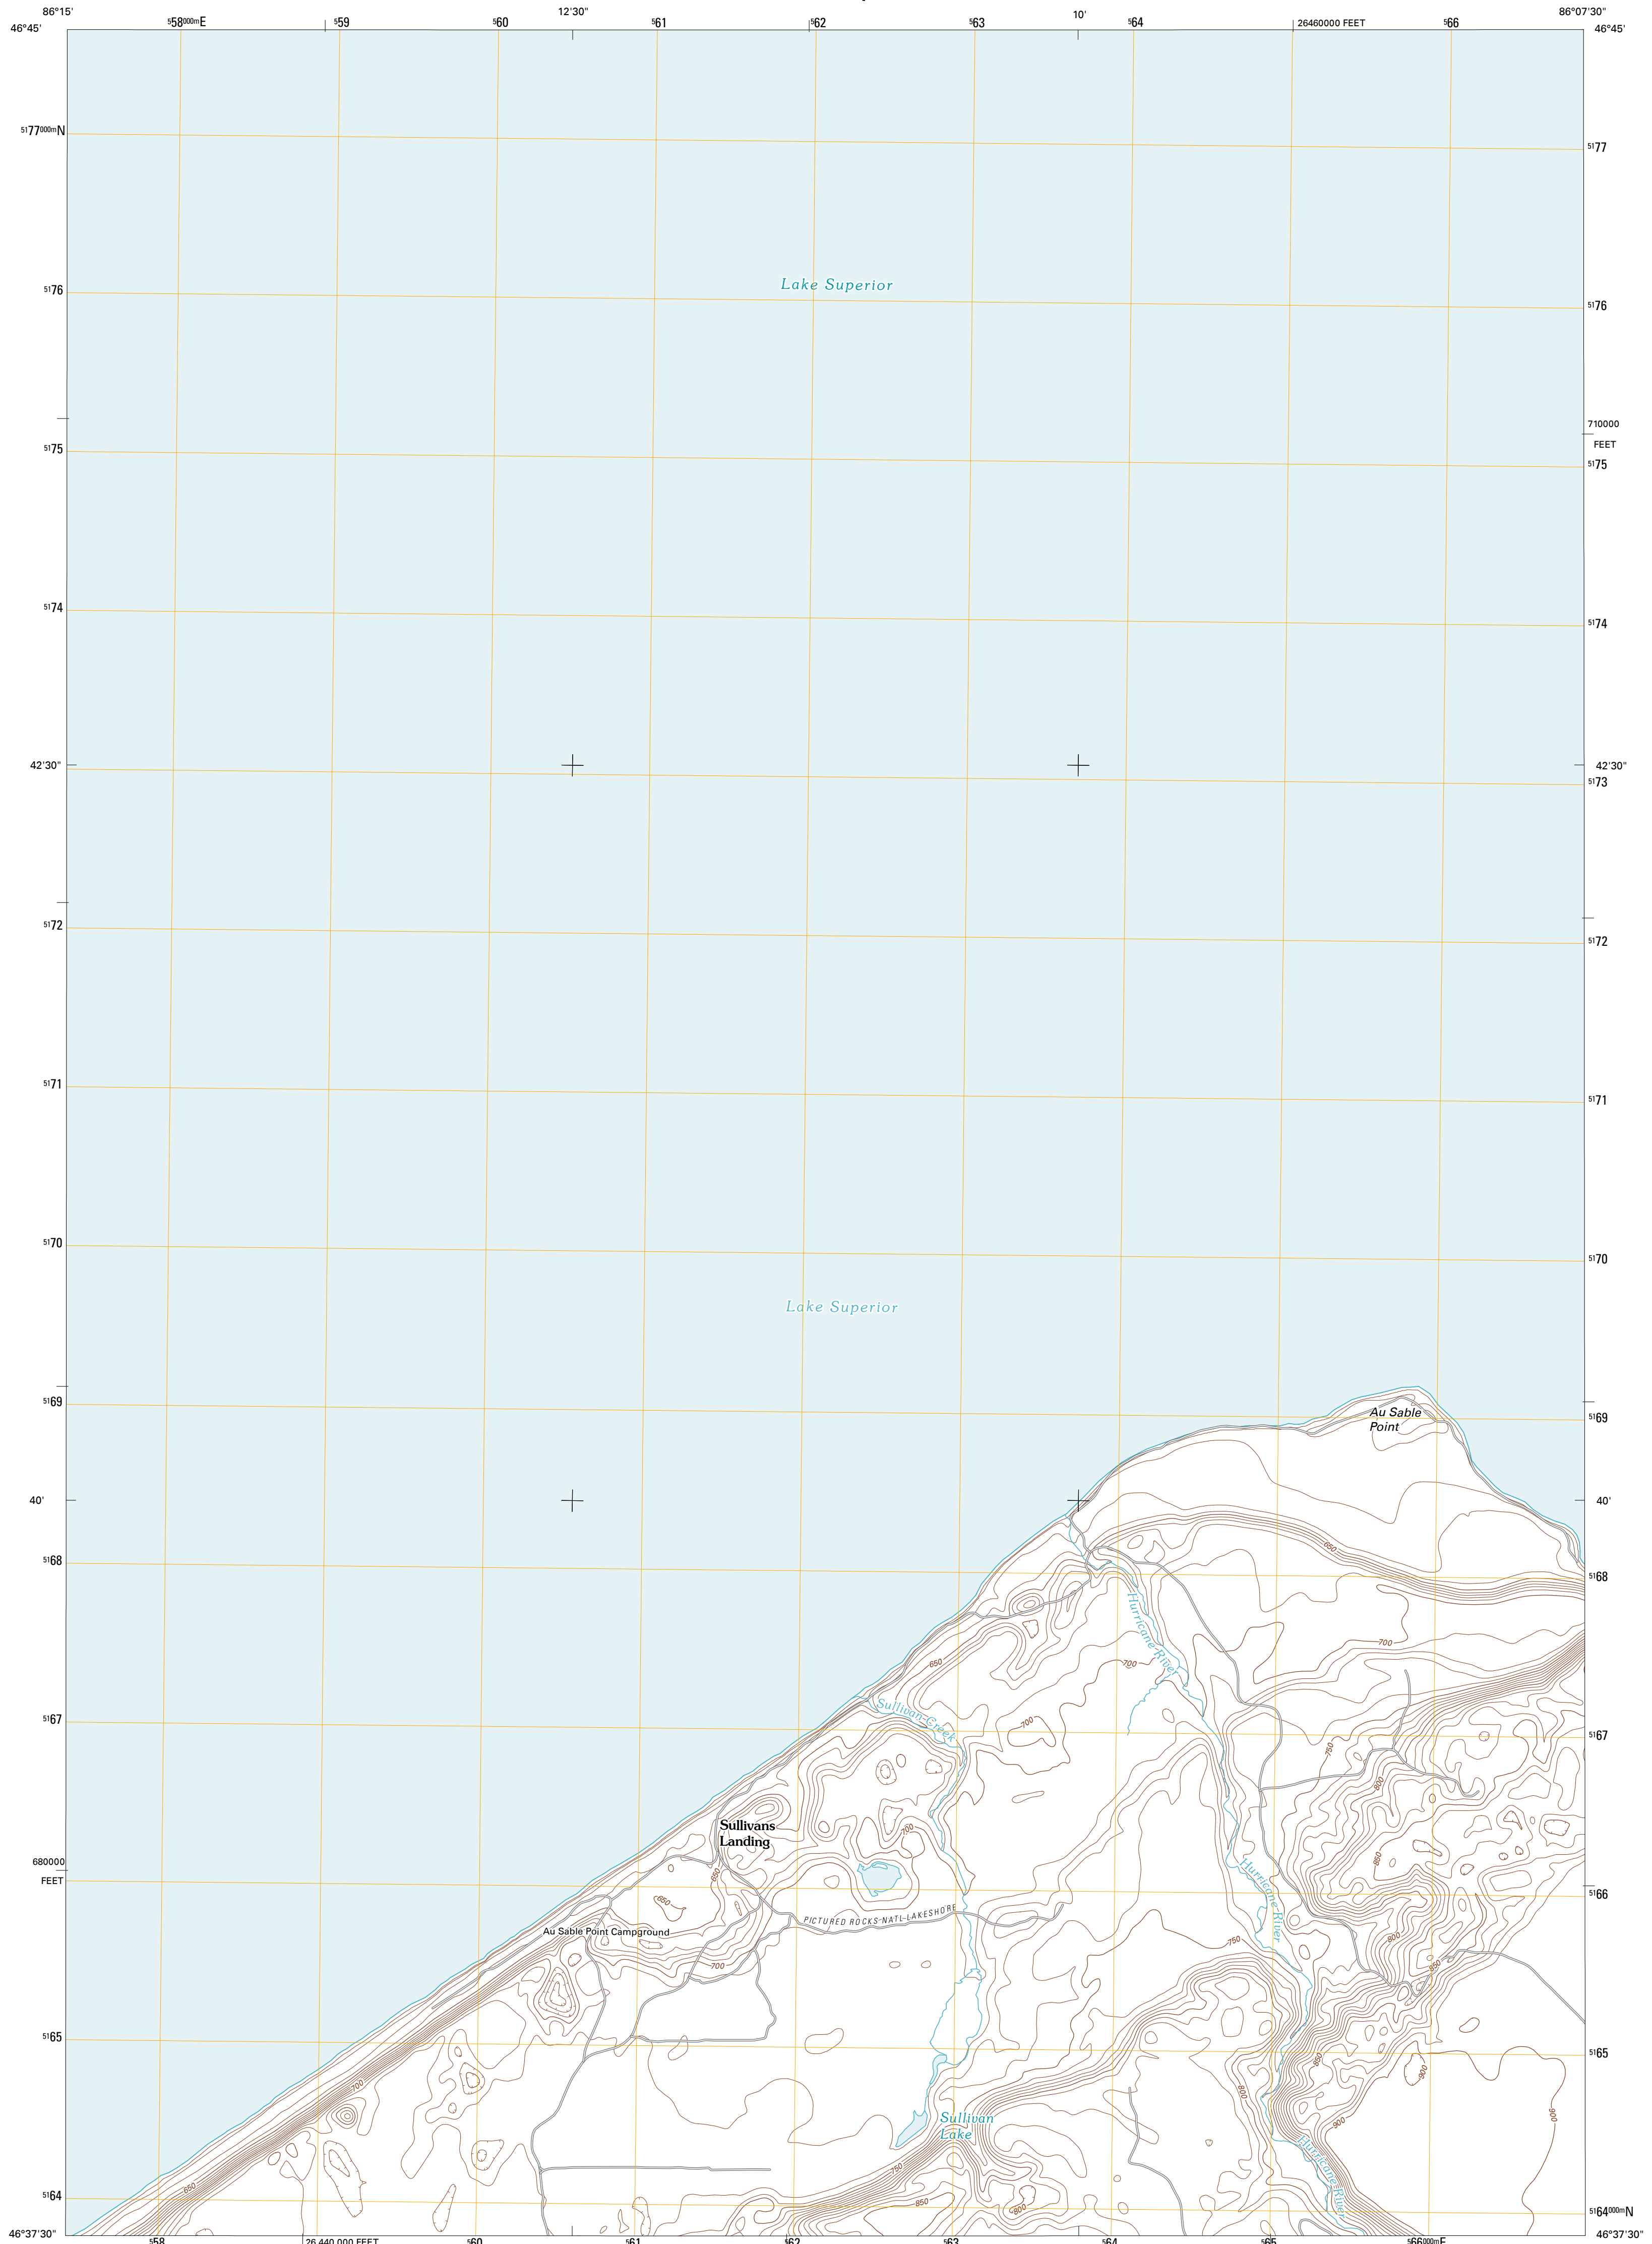 86°15' ⁵58⁰⁰⁰ᵐE ⁵59 ⁵60 12'30" ⁵61 ⁵62 ⁵63 10' ⁵64 26460000 FEET ⁵66 86°07'30"
46°45' 46°45'
⁵¹77⁰⁰⁰ᵐN ⁵¹77
Lake Superior
⁵¹76 ⁵¹76
710000
FEET
⁵¹75 ⁵¹75
⁵¹74 ⁵¹74
42'30" 42'30"
⁵¹73
⁵¹72 ⁵¹72
⁵¹71 ⁵¹71
⁵¹70 ⁵¹70
Lake Superior
⁵¹69 ⁵¹69
Au Sable
Point
40' 40'
650
⁵¹68 ⁵¹68
Hurricane River
700
650 700
Sullivan Creek
700
⁵¹67 ⁵¹67
750
800
Sullivans
Landing
700
850
680000
FEET
650
Hurricane River
650
⁵¹66
PICTURED ROCKS NATL LAKESHORE
Au Sable Point Campground
800
750
700
850
⁵¹65 ⁵¹65
850
900
700
800
900
Sullivan
Lake
900
Hurricane River
750
650
⁵¹64 850 800 ⁵¹64⁰⁰⁰ᵐN
46°37'30" 46°37'30"
⁵58 26 440 000 FEET ⁵60 ⁵61 ⁵62 ⁵63 ⁵64 ⁵65 ⁵66⁰⁰⁰ᵐE